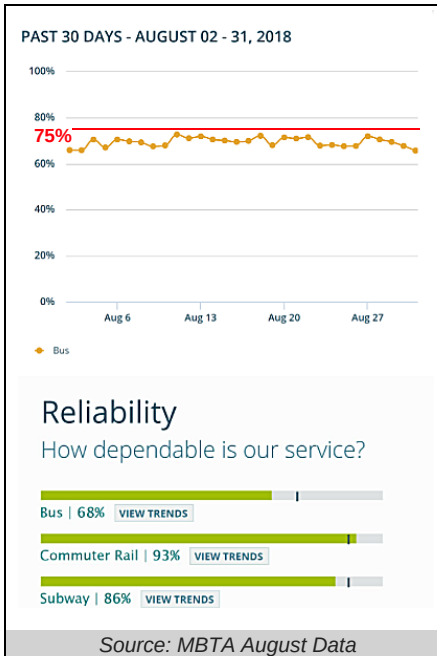 PAST 30 DAYS - AUGUST 02 - 31, 2018
100%
80%
75%
60%
40%
20%
0%
Aug 6 Aug 13 Aug 20 Aug 27
Bus
Reliability
How dependable is our service?
Bus | 68% VIEW TRENDS
Commuter Rail | 93% VIEW TRENDS
Subway | 86% VIEW TRENDS
Source: MBTA August Data